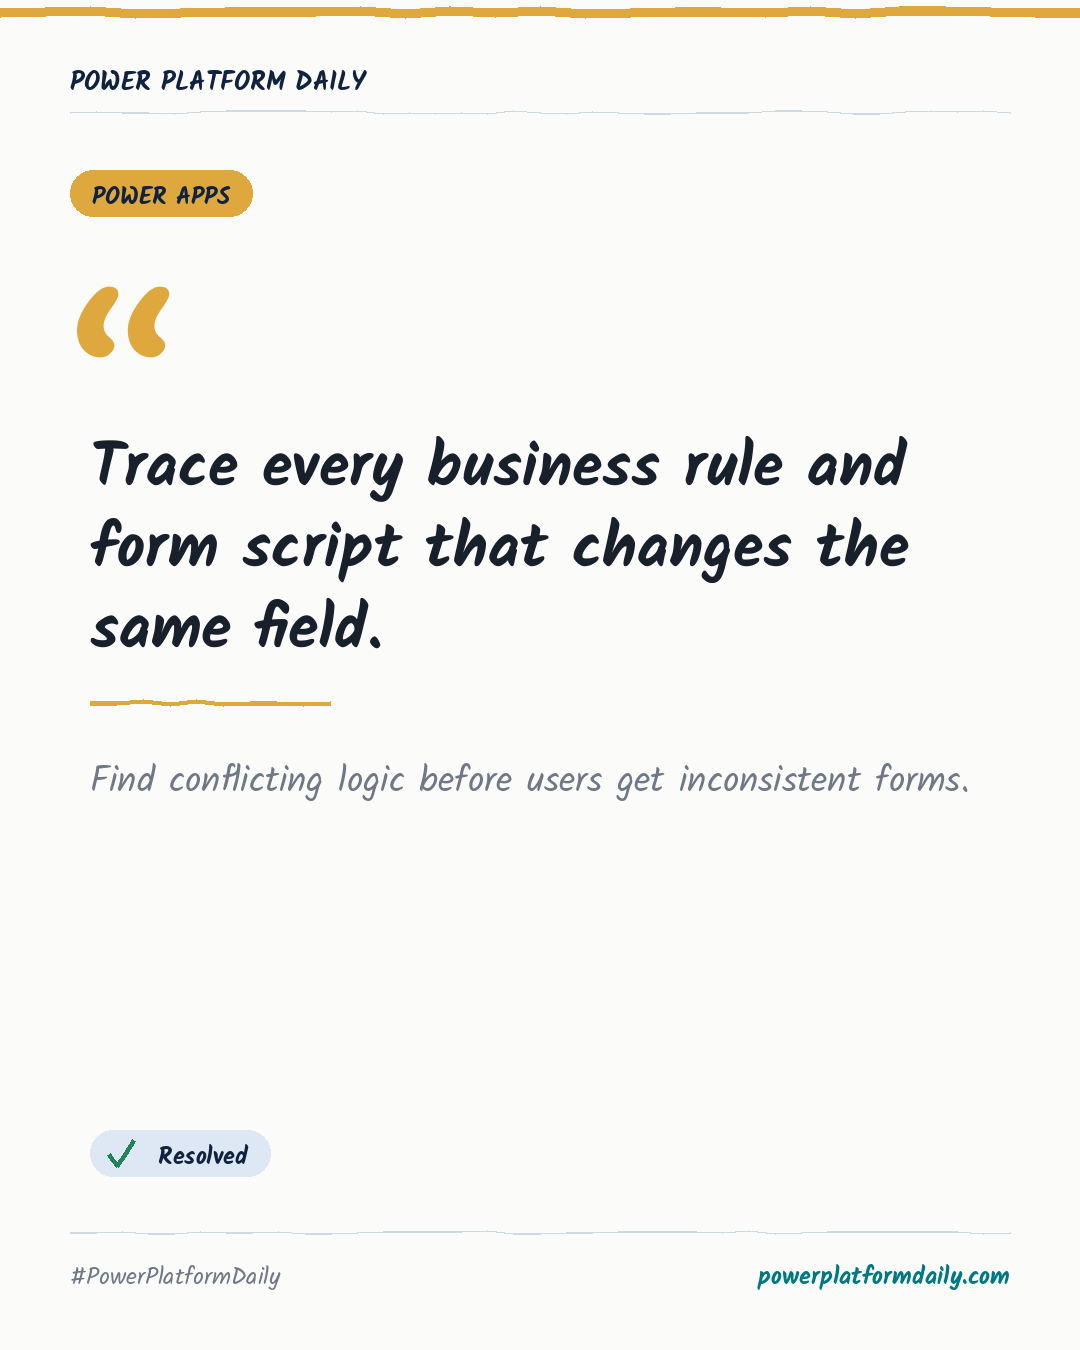 POWER PLATFORM DAILY
POWER APPS
“
Trace every business rule and
form script that changes the
same field.
Find conflicting logic before users get inconsistent forms.
Resolved
#PowerPlatformDaily
powerplatformdaily.com